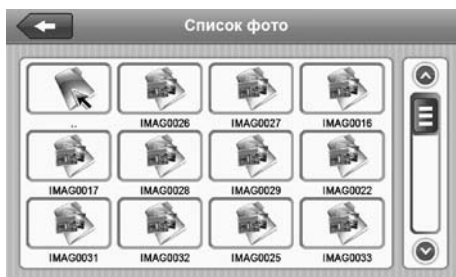 Список фото
..
IMAG0026
IMAG0027
IMAG0016
IMAG0017
IMAG0028
IMAG0029
IMAG0022
IMAG0031
IMAG0032
IMAG0025
IMAG0033